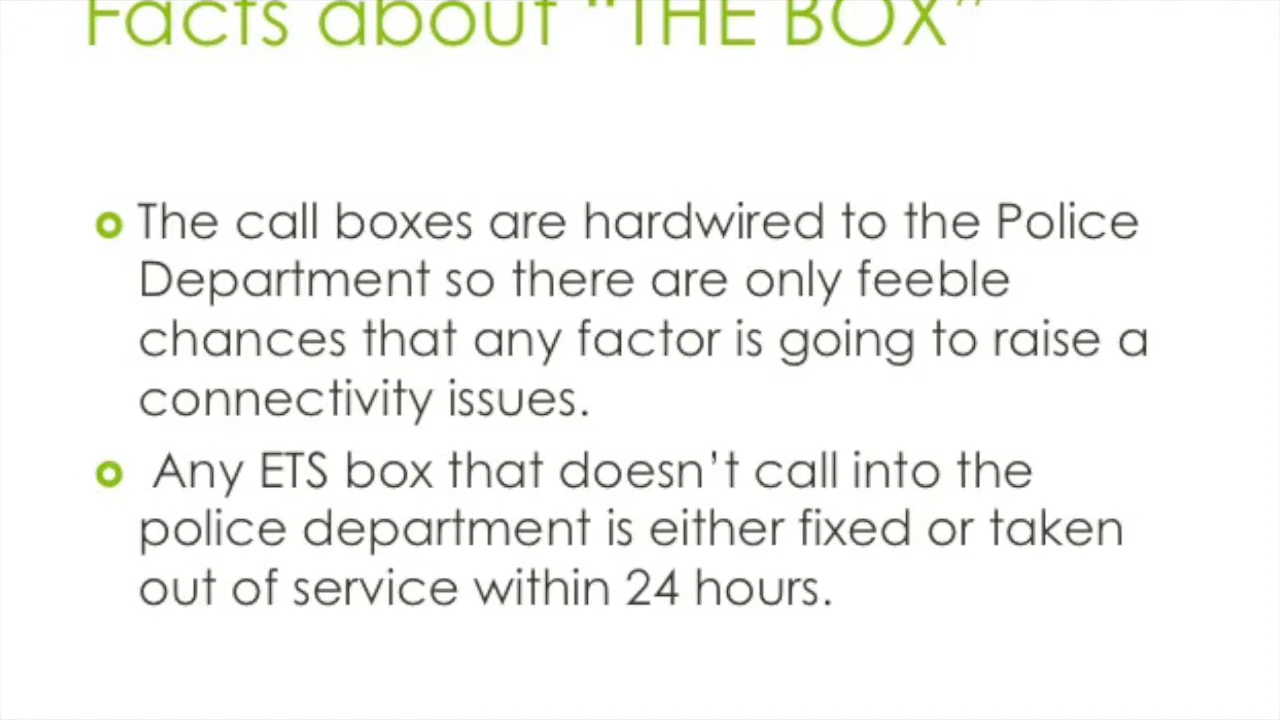 Facts about “THE BOX”
The call boxes are hardwired to the Police
Department so there are only feeble
chances that any factor is going to raise a
connectivity issues.
Any ETS box that doesn’t call into the
police department is either fixed or taken
out of service within 24 hours.